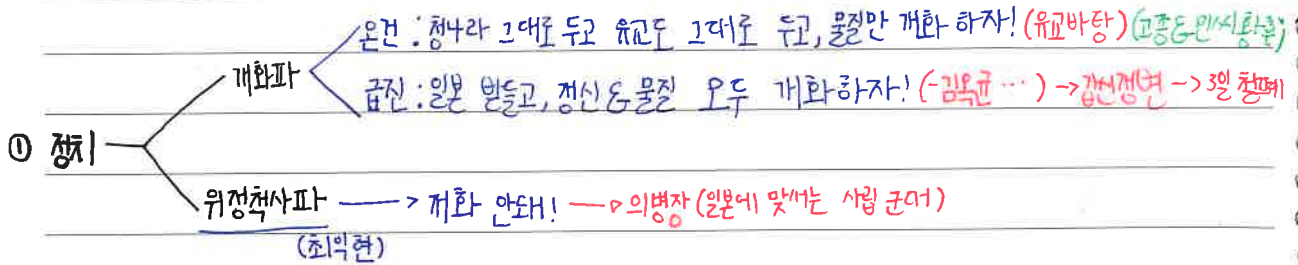 온건 : 청나라 그대로 두고 유교도 그대로 두고, 물질만 개화 하자! (유교바탕) (고종&민씨황후;
개화파
급진 : 일본 받들고, 정신 & 물질 모두 개화하자! (-김옥균 …) → 갑신정변 -> 3일 천폐
① 정치
위정척사파 → 개화 안돼! → 의병장 (일본에 맞서는 사립 군대)
(최익현)